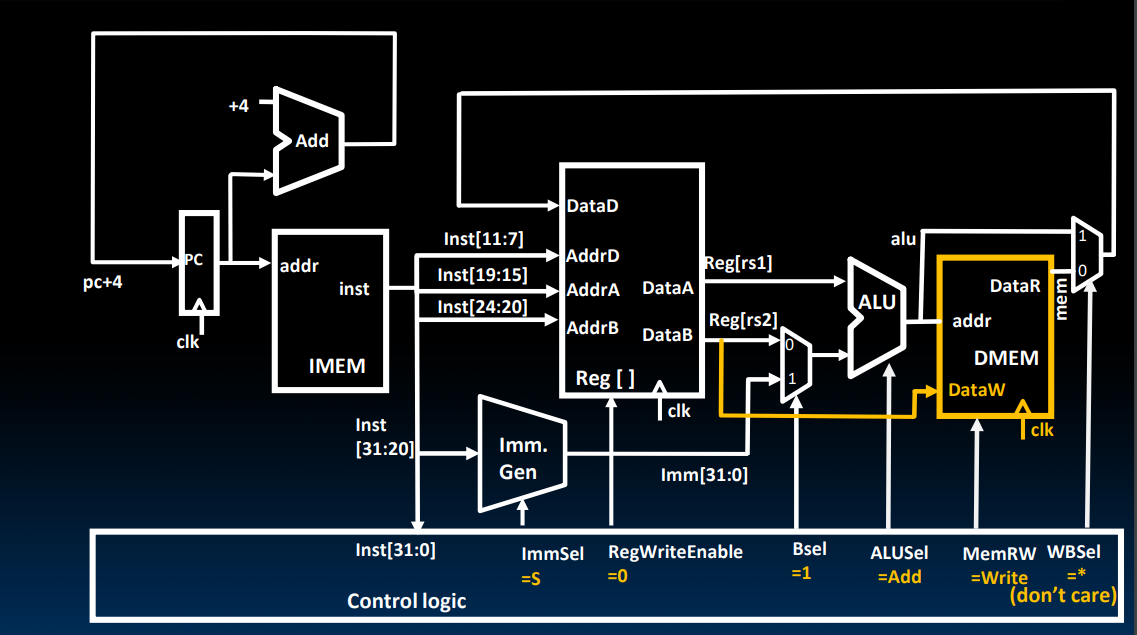 +4
Add
DataD
Inst[11:7]
AddrD
alu
1
PC
addr
Reg[rs1]
0
Inst[19:15]
AddrA
DataA
DataR
mem
pc+4
inst
Inst[24:20]
ALU
AddrB
DataB
Reg[rs2]
addr
clk
0
IMEM
DMEM
Reg [ ]
1
DataW
clk
clk
Inst
[31:20]
Imm.
Gen
Imm[31:0]
Inst[31:0]
ImmSel
=S
RegWriteEnable
=0
Bsel
=1
ALUSel
=Add
MemRW
=Write
WBSel
=*
(don't care)
Control logic